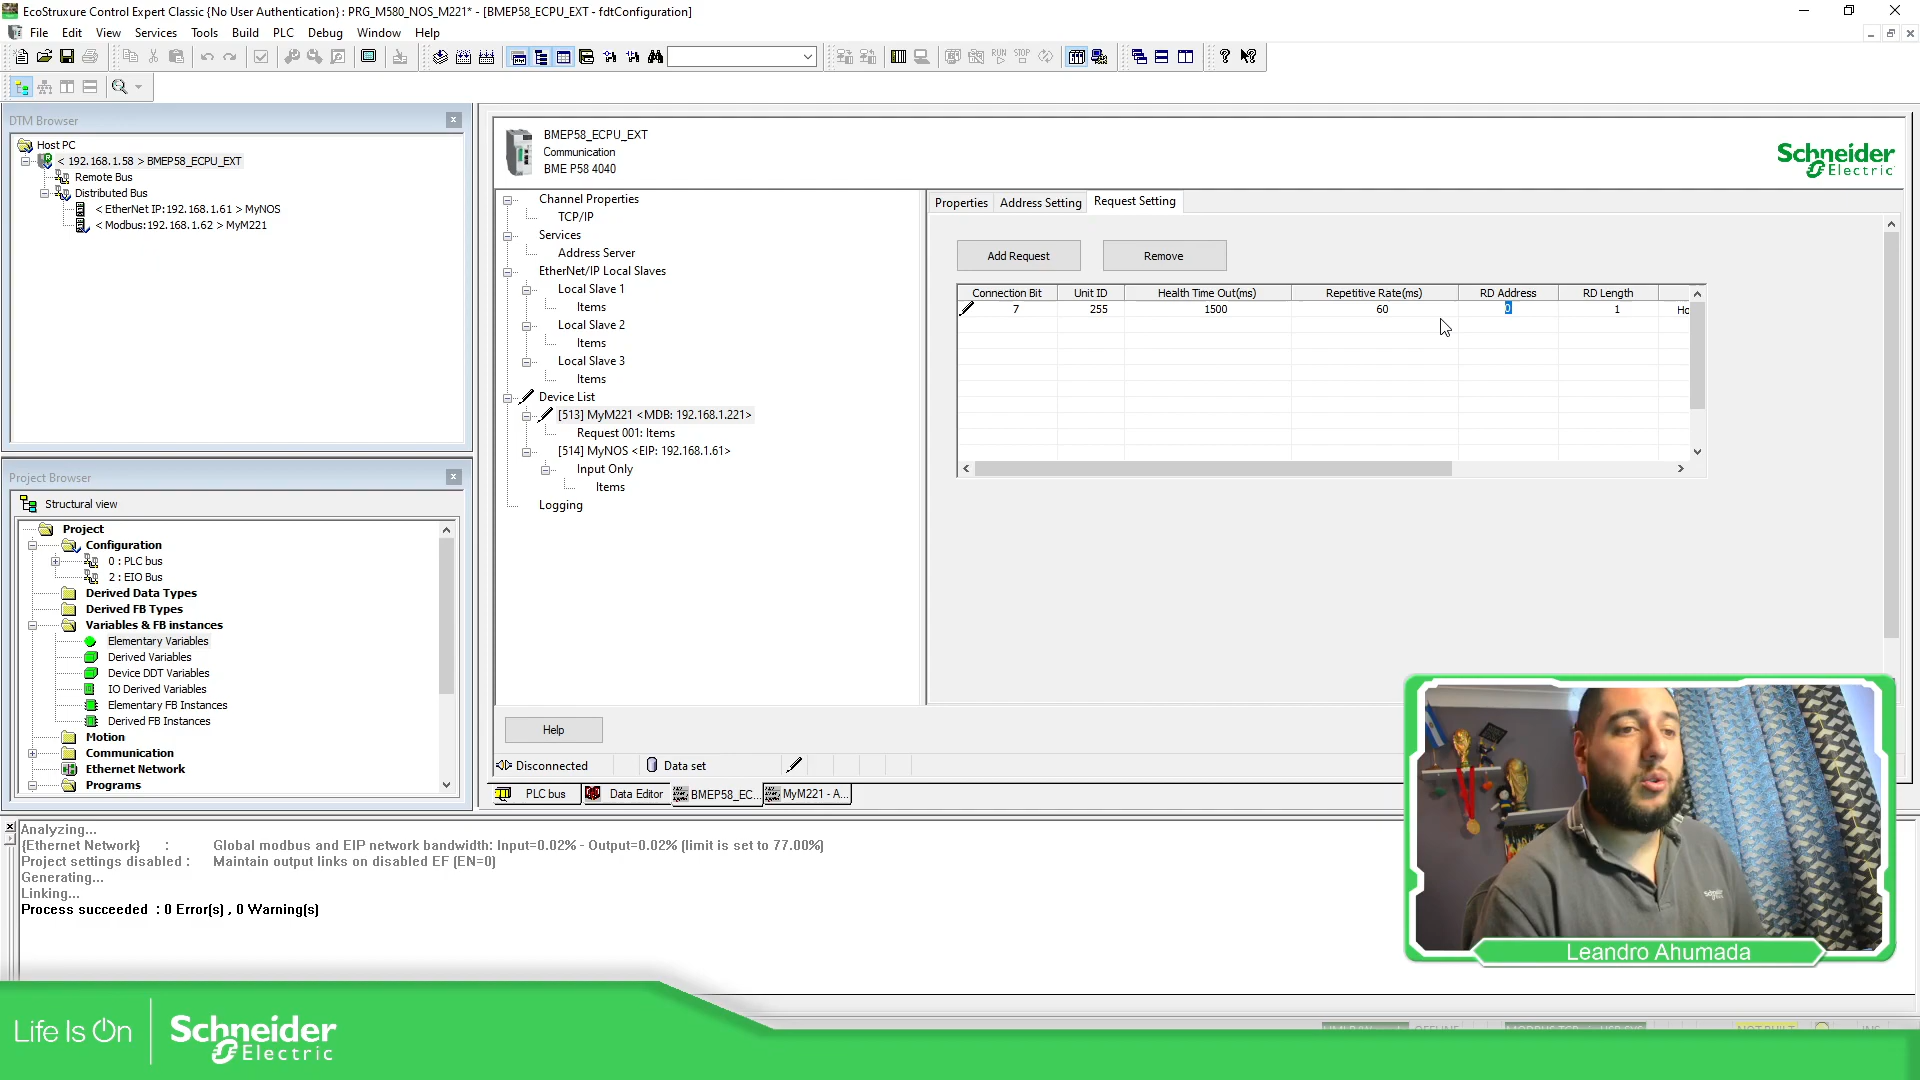 EcoStruxure Control Expert Classic {No User Authentication} : PRG_M580_NOS_M221* - [BMEP58_ECPU_EXT - fdtConfiguration]
File Edit View Services Tools Build PLC Debug Window Help
DTM Browser
Host PC
< 192.168.1.58 > BMEP58_ECPU_EXT
Remote Bus
Distributed Bus
< EtherNet IP:192.168.1.61 > MyNOS
< Modbus:192.168.1.62 > MyM221
Project Browser
Structural view
Project
Configuration
0 : PLC bus
2 : EIO Bus
Derived Data Types
Derived FB Types
Variables & FB instances
Elementary Variables
Derived Variables
Device DDT Variables
IO Derived Variables
Elementary FB Instances
Derived FB Instances
Motion
Communication
Ethernet Network
Programs
BMEP58_ECPU_EXT
Communication
BME P58 4040
Schneider
Electric
Channel Properties
TCP/IP
Services
Address Server
EtherNet/IP Local Slaves
Local Slave 1
Items
Local Slave 2
Items
Local Slave 3
Items
Device List
[513] MyM221 <MDB: 192.168.1.221>
Request 001: Items
[514] MyNOS <EIP: 192.168.1.61>
Input Only
Items
Logging
Properties Address Setting Request Setting
Add Request Remove
Connection Bit Unit ID Health Time Out(ms) Repetitive Rate(ms) RD Address RD Length
7 255 1500 60 0 1 Ho
Help
Disconnected Data set
PLC bus Data Editor BMEP58_EC... MyM221 - A...
Analyzing...
{Ethernet Network} : Global modbus and EIP network bandwidth: Input=0.02% - Output=0.02% (limit is set to 77.00%)
Project settings disabled : Maintain output links on disabled EF (EN=0)
Generating...
Linking...
Process succeeded : 0 Error(s) , 0 Warning(s)
Schneider
Leandro Ahumada
Life Is On
Schneider
Electric